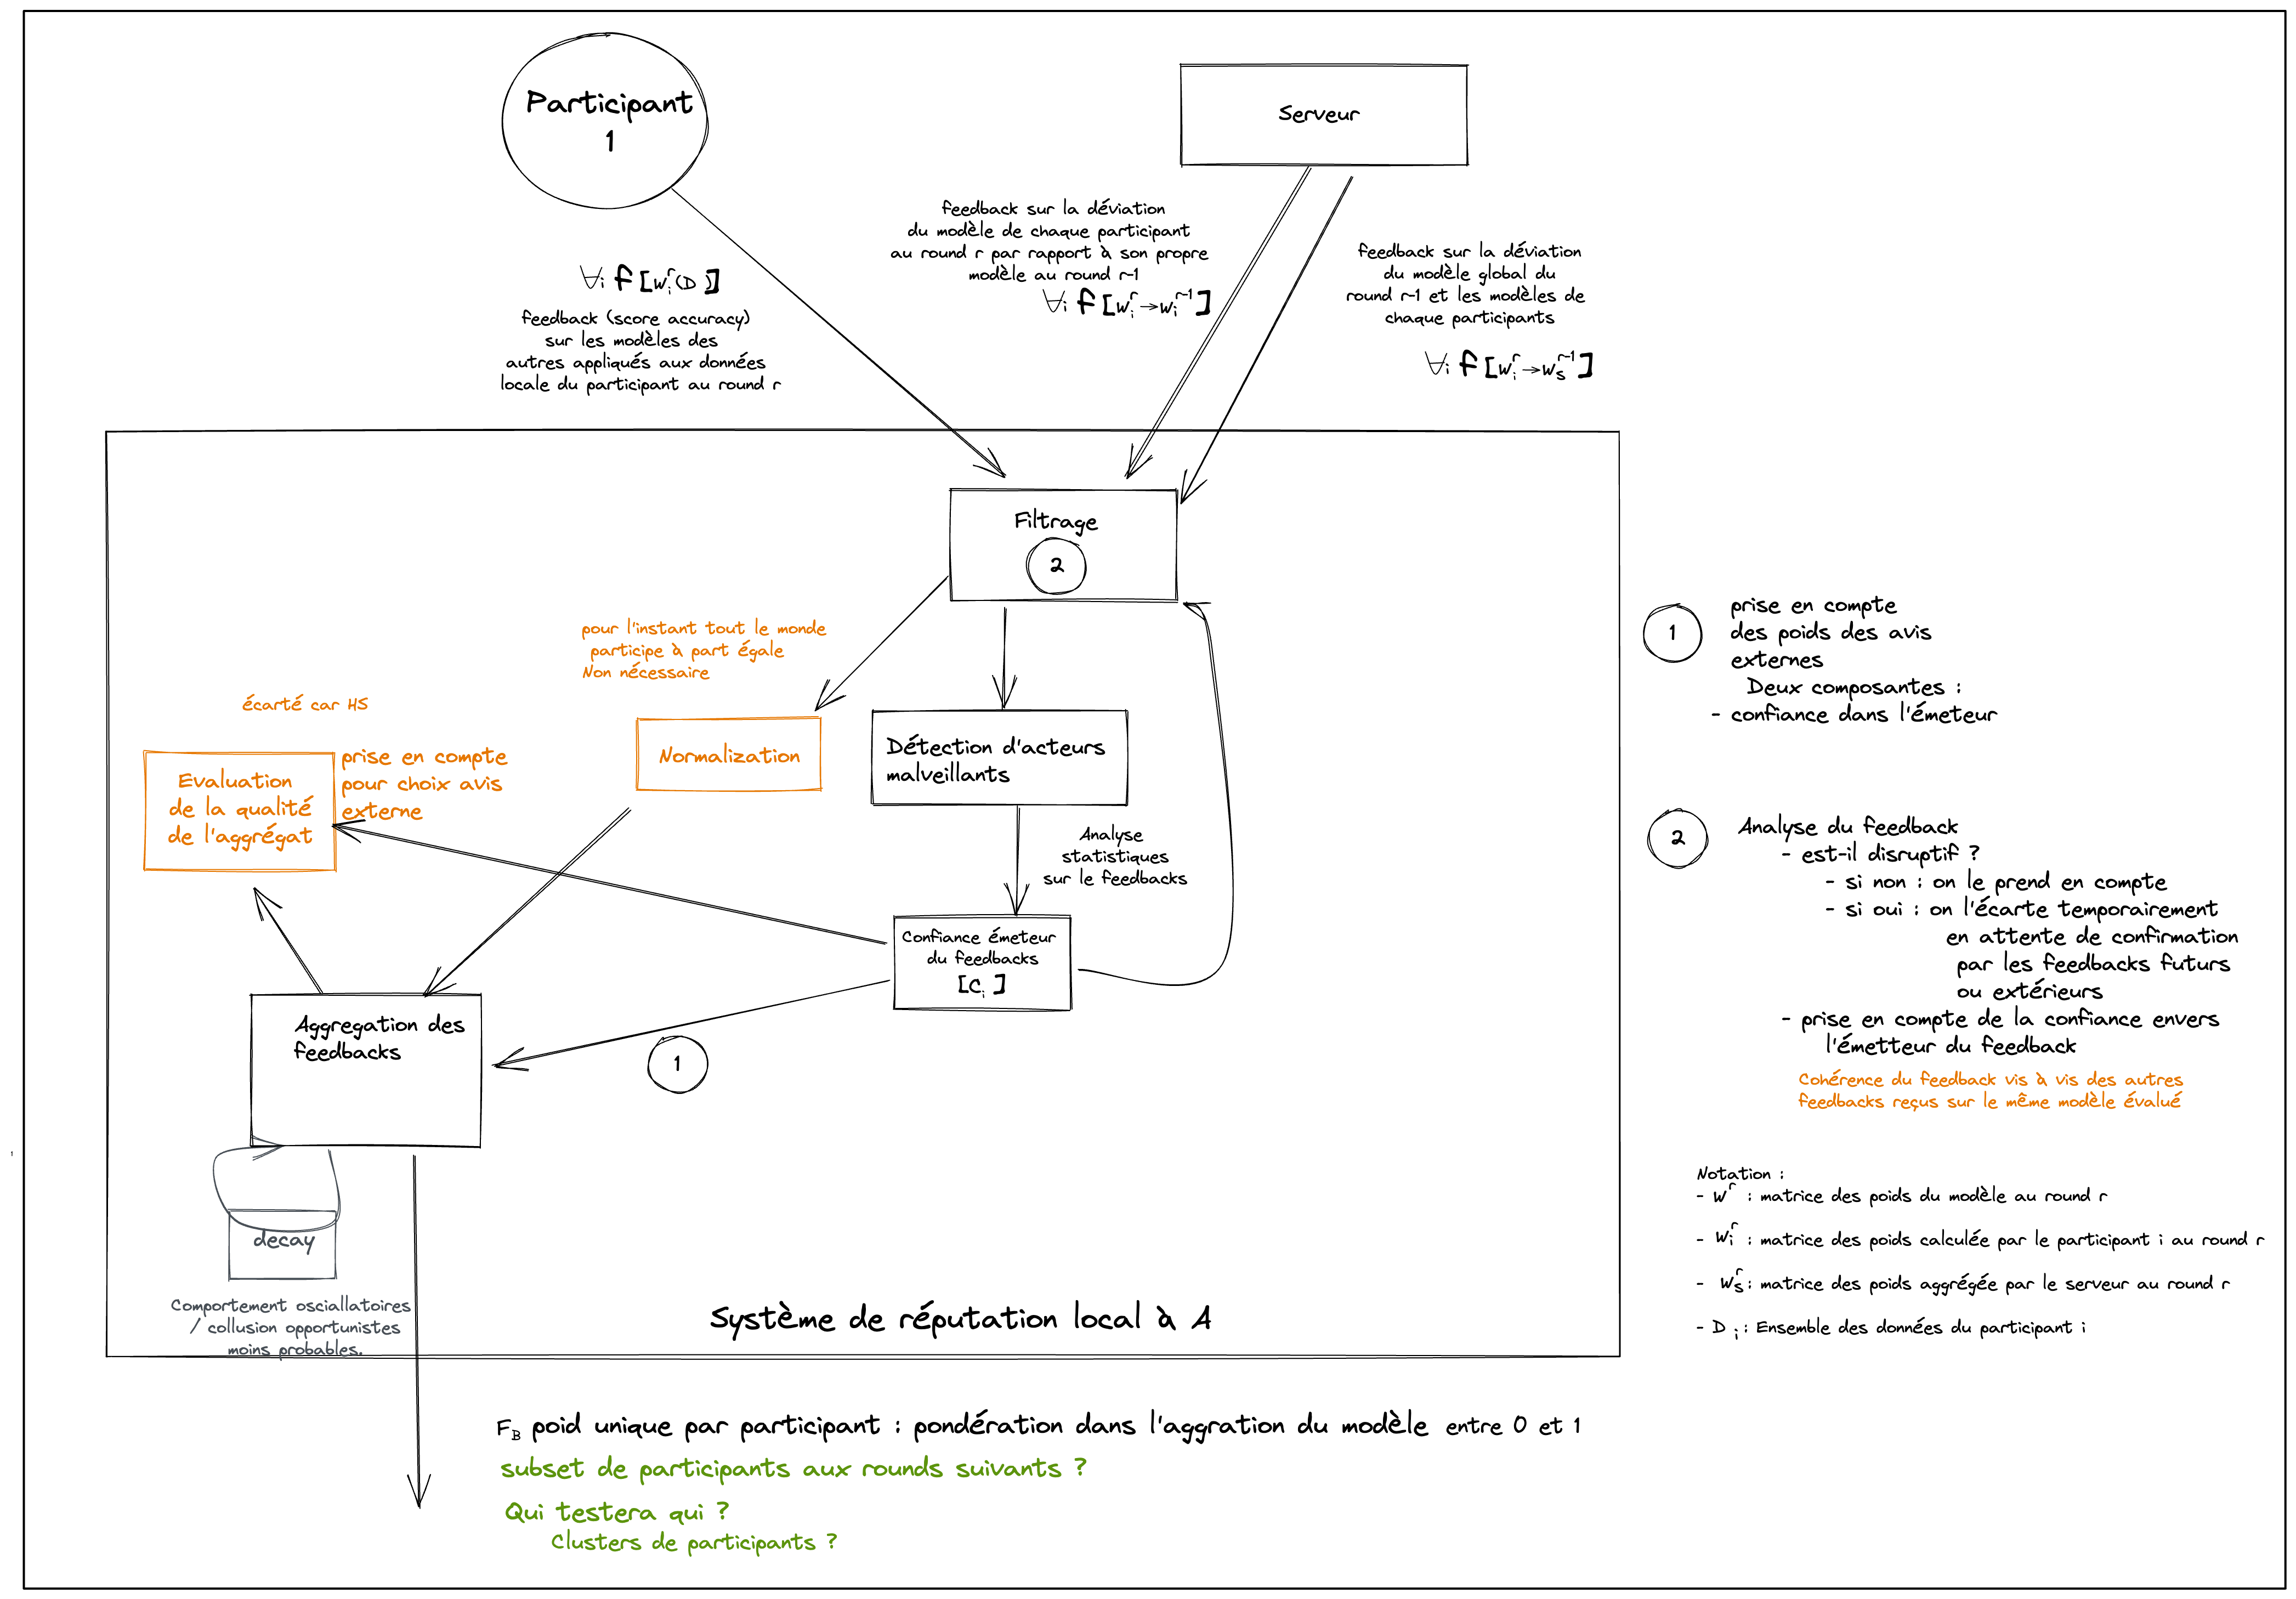 Participant
1
Serveur
feedback sur la déviation
du modèle de chaque participant
au round r par rapport à son propre
modèle au round r-1
∀i f [w_i^r→w_i^{r-1}]
feedback sur la déviation
du modèle global du
round r-1 et les modèles de
chaque participants
∀i f [w_i^r→w_s^{r-1}]
∀i f [w_i^r(D )]
feedback (score accuracy)
sur les modèles des
autres appliqués aux données
locale du participant au round r
Filtrage
2
pour l'instant tout le monde
participe à part égale
Non nécessaire
écarté car HS
Evaluation
de la qualité
de l'aggrégat
prise en compte
pour choix avis
externe
Normalization
Détection d'acteurs
malveillants
Analyse
statistiques
sur le feedbacks
Confiance émeteur
du feedbacks
[C_i ]
1
Aggregation des
feedbacks
decay
Comportement osciallatoires
/ collusion opportunistes
moins probables.
Système de réputation local à A
F_B poid unique par participant : pondération dans l'aggration du modèle entre 0 et 1
subset de participants aux rounds suivants ?
Qui testera qui ?
Clusters de participants ?
1
prise en compte
des poids des avis
externes
Deux composantes :
- confiance dans l'émeteur
2
Analyse du feedback
- est-il disruptif ?
- si non : on le prend en compte
- si oui : on l'écarte temporairement
en attente de confirmation
par les feedbacks futurs
ou extérieurs
- prise en compte de la confiance envers
l'émetteur du feedback
Cohérence du feedback vis à vis des autres
feedbacks reçus sur le même modèle évalué
Notation :
- w^r : matrice des poids du modèle au round r
- w_i^r : matrice des poids calculée par le participant i au round r
- w_s^r : matrice des poids aggrégée par le serveur au round r
- D_i : Ensemble des données du participant i